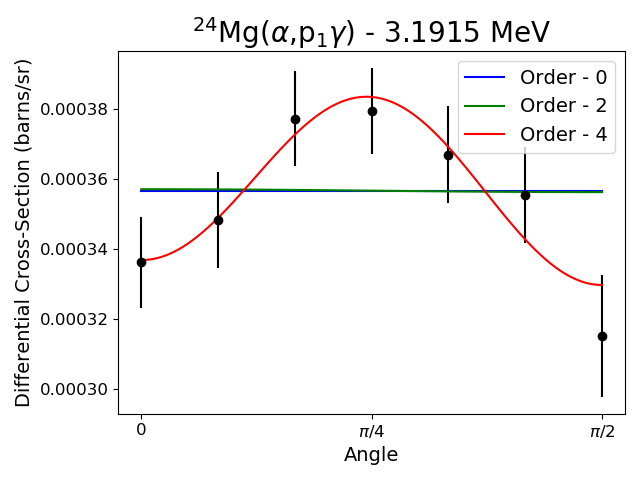 ²⁴Mg(α,p₁γ) - 3.1915 MeV
Order - 0
Order - 2
Order - 4
Differential Cross-Section (barns/sr)
0.00038
0.00036
0.00034
0.00032
0.00030
0
π/4
π/2
Angle